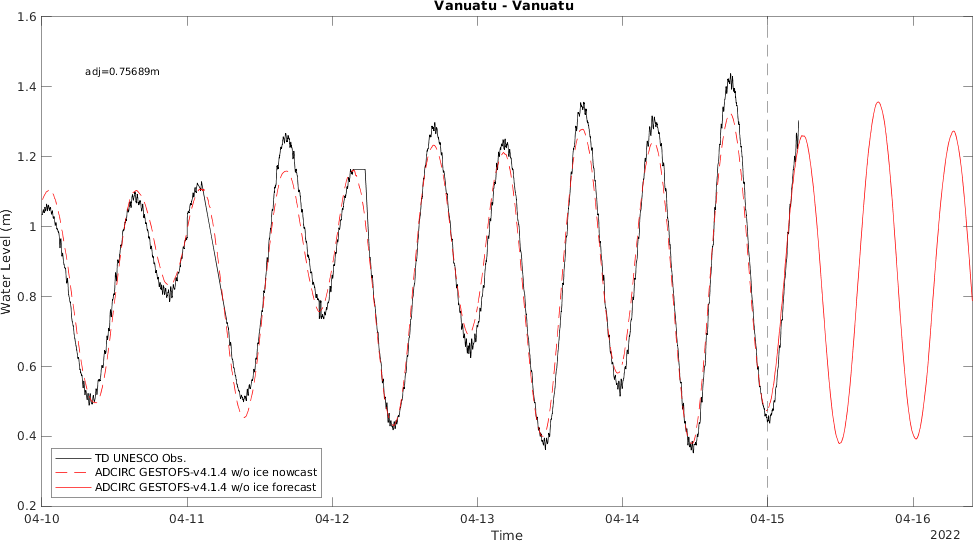 Vanuatu - Vanuatu
1.6
1.4
1.2
1
0.8
0.6
0.4
0.2
Water Level (m)
adj=0.75689m
TD UNESCO Obs.
ADCIRC GESTOFS-v4.1.4 w/o ice nowcast
ADCIRC GESTOFS-v4.1.4 w/o ice forecast
04-10
04-11
04-12
04-13
04-14
04-15
04-16
Time
2022